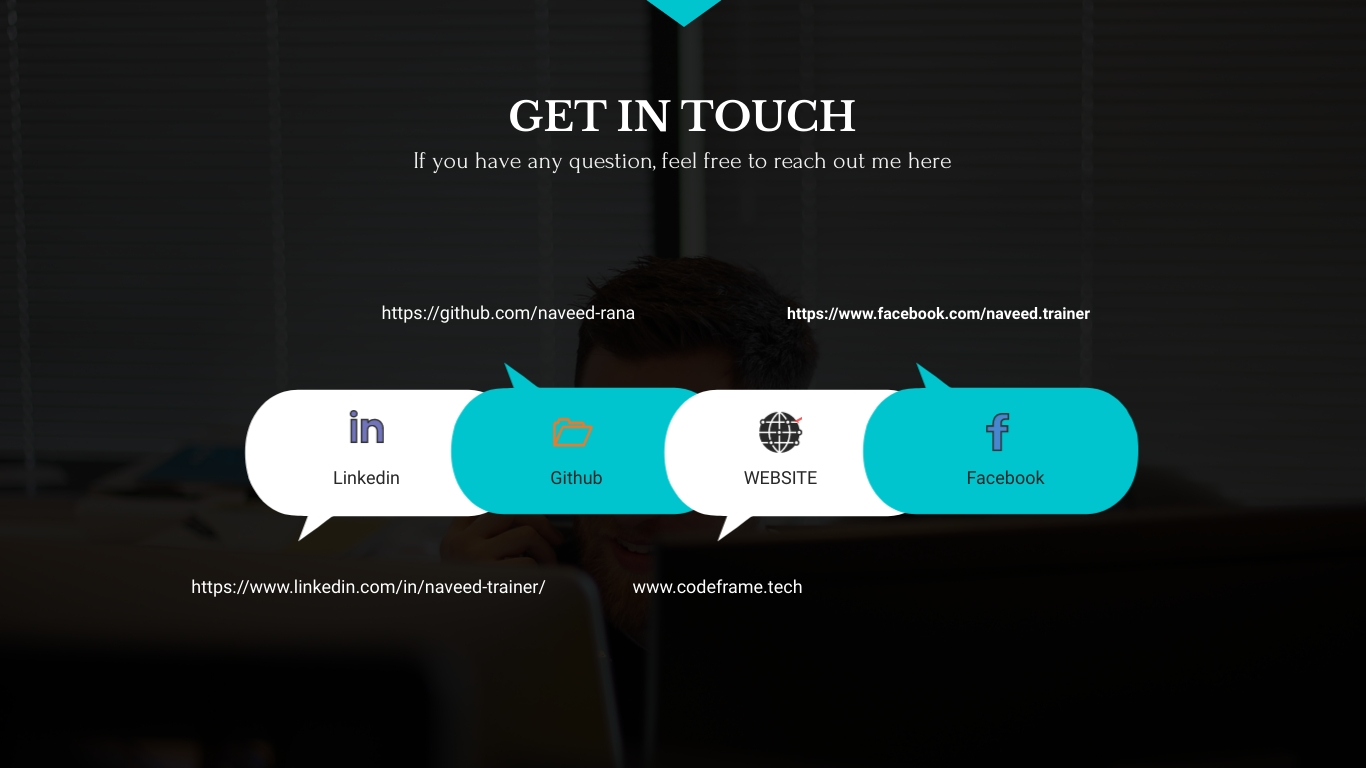 GET IN TOUCH
If you have any question, feel free to reach out me here
https://github.com/naveed-rana
https://www.facebook.com/naveed.trainer
in
f
Linkedin
Github
WEBSITE
Facebook
https://www.linkedin.com/in/naveed-trainer/
www.codeframe.tech